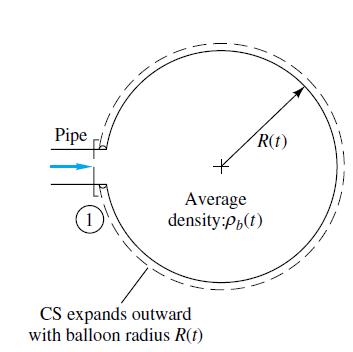 Pipe
R(t)
Average
density:ρb(t)
1
CS expands outward
with balloon radius R(t)